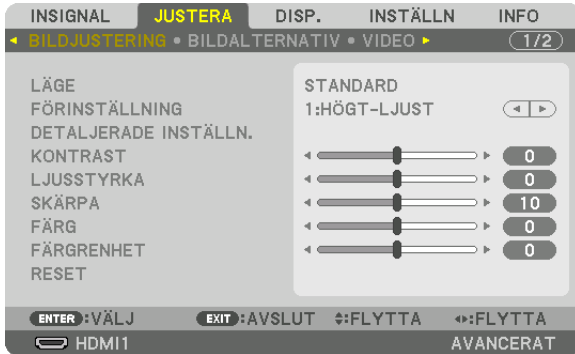 INSIGNAL JUSTERA DISP. INSTÄLLN INFO
BILDJUSTERING • BILDALTERNATIV • VIDEO 1/2
LÄGE STANDARD
FÖRINSTÄLLNING 1:HÖGT-LJUST
DETALJERADE INSTÄLLN.
KONTRAST 0
LJUSSTYRKA 0
SKÄRPA 10
FÄRG 0
FÄRGRENHET 0
RESET
ENTER:VÄLJ EXIT:AVSLUT :FLYTTA :FLYTTA
HDMI1 AVANCERAT